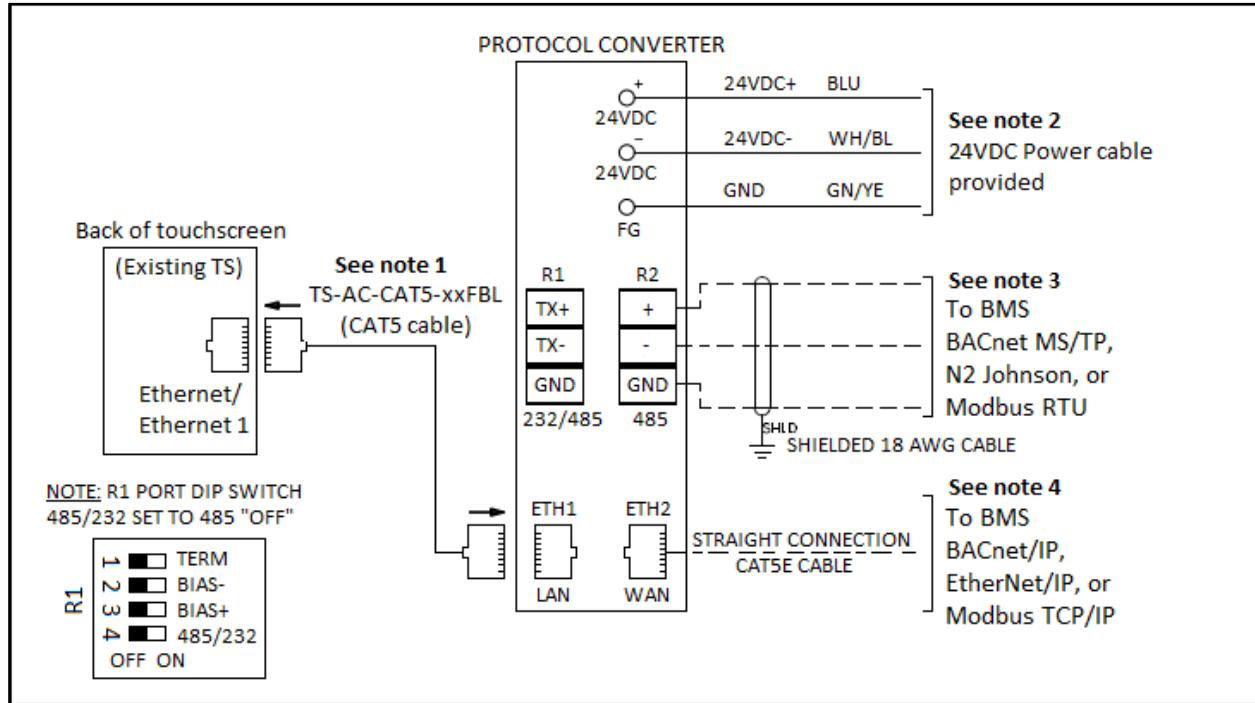 PROTOCOL CONVERTER
+
24VDC
24VDC+ BLU
−
24VDC
24VDC- WH/BL
FG
GND GN/YE
See note 2
24VDC Power cable
provided
Back of touchscreen
(Existing TS)
Ethernet/
Ethernet 1
See note 1
TS-AC-CAT5-xxFBL
(CAT5 cable)
R1
TX+
TX-
GND
232/485
R2
+
-
GND
485
SHLD
SHIELDED 18 AWG CABLE
See note 3
To BMS
BACnet MS/TP,
N2 Johnson, or
Modbus RTU
NOTE: R1 PORT DIP SWITCH
485/232 SET TO 485 "OFF"
R1
1 TERM
2 BIAS-
3 BIAS+
4 485/232
OFF ON
ETH1
LAN
ETH2
WAN
STRAIGHT CONNECTION
CAT5E CABLE
See note 4
To BMS
BACnet/IP,
EtherNet/IP, or
Modbus TCP/IP